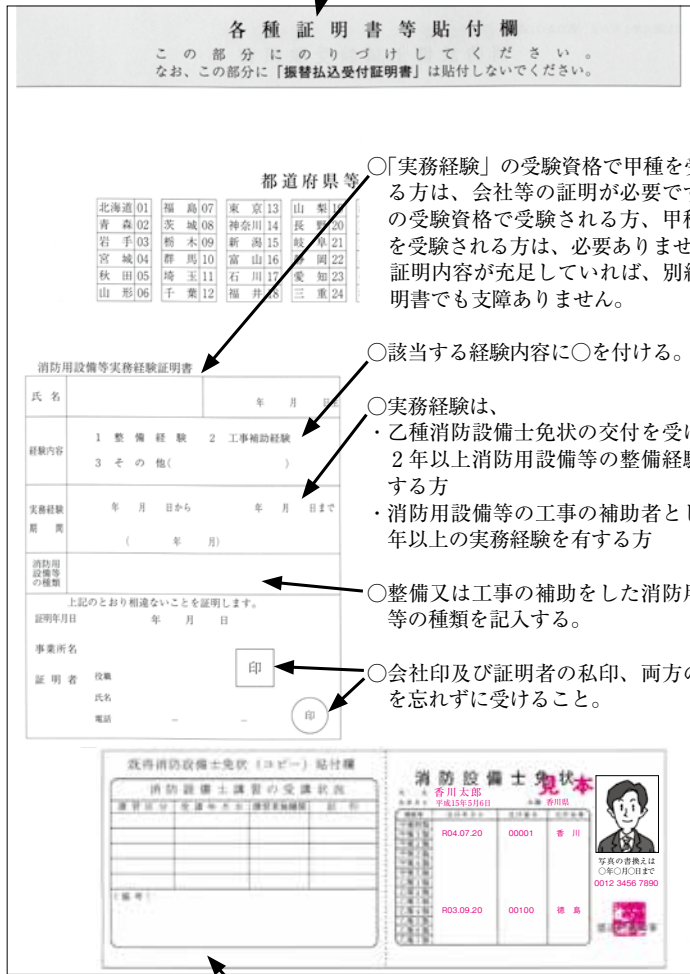 各種証明書等貼付欄
この部分にのりづけしてください。
なお、この部分に「振替払込受付証明書」は貼付しないでください。
都道府県等
北海道 01 福島 07 東京 13 山梨 19
青森 02 茨城 08 神奈川 14 長野 20
岩手 03 栃木 09 新潟 15 岐阜 21
宮城 04 群馬 10 富山 16 岡 22
秋田 05 埼玉 11 石川 17 愛知 23
山形 06 千葉 12 福井 18 三重 24
○「実務経験」の受験資格で甲種を受
る方は、会社等の証明が必要です
の受験資格で受験される方、甲種
を受験される方は、必要ありませ
証明内容が充足していれば、別紙
明書でも支障ありません。
○該当する経験内容に○を付ける。
○実務経験は、
・乙種消防設備士免状の交付を受け
２年以上消防用設備等の整備経験
する方
・消防用設備等の工事の補助者とし
年以上の実務経験を有する方
○整備又は工事の補助をした消防用
等の種類を記入する。
○会社印及び証明者の私印、両方の
を忘れずに受けること。
消防用設備等実務経験証明書
氏名 年 月
経験内容 1 整備経験 2 工事補助経験
3 その他( )
実務経験期間 年 月 日から 年 月 日まで
( 年 月)
消防用設備等の種類
上記のとおり相違ないことを証明します。
証明年月日 年 月 日
事業所名
印
証明者 役職
氏名
電話 － －
印
既得消防設備士免状（コピー）貼付欄
消防設備士講習の受講状況
講習区分 受講年月日 講習実施機関 証印
（備考）
消防設備士免状
見本
香川太郎
平成15年5月6日 香川県
R04.07.20 00001 香川
R03.09.20 00100 徳島
写真の書換えは
○年○月○日まで
0012 3456 7890